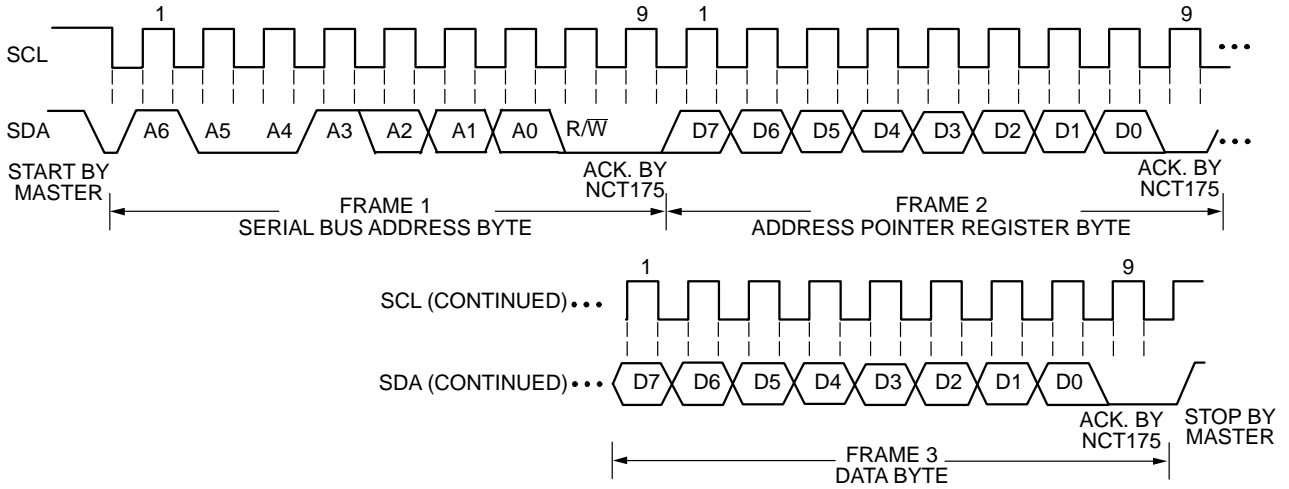 1 9 1 9
SCL
SDA A6 A5 A4 A3 A2 A1 A0 R/W̅ D7 D6 D5 D4 D3 D2 D1 D0
START BY
MASTER
ACK. BY
NCT175
ACK. BY
NCT175
FRAME 1
SERIAL BUS ADDRESS BYTE
FRAME 2
ADDRESS POINTER REGISTER BYTE
1 9
SCL (CONTINUED)
SDA (CONTINUED) D7 D6 D5 D4 D3 D2 D1 D0
ACK. BY
NCT175
STOP BY
MASTER
FRAME 3
DATA BYTE